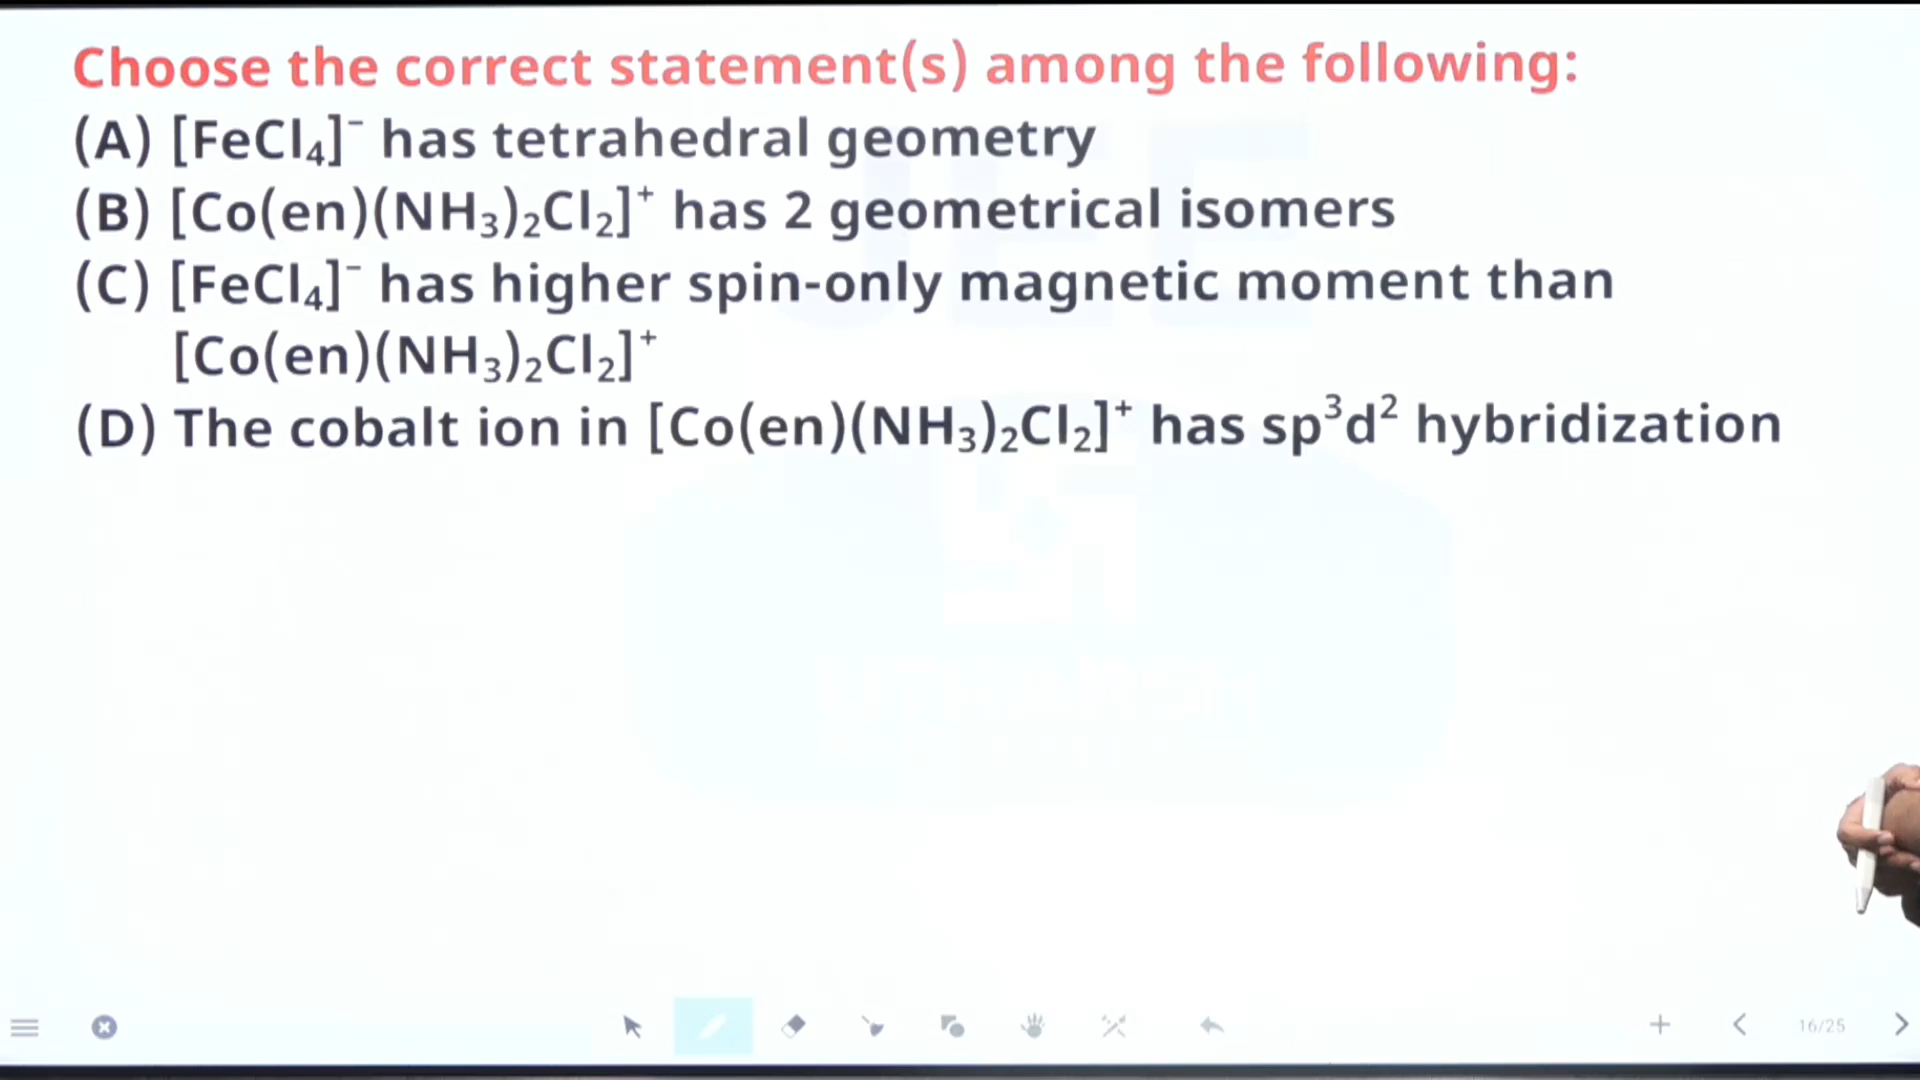 Choose the correct statement(s) among the following:
(A) [FeCl₄]⁻ has tetrahedral geometry
(B) [Co(en)(NH₃)₂Cl₂]⁺ has 2 geometrical isomers
(C) [FeCl₄]⁻ has higher spin-only magnetic moment than
[Co(en)(NH₃)₂Cl₂]⁺
(D) The cobalt ion in [Co(en)(NH₃)₂Cl₂]⁺ has sp³d² hybridization
JEE
UTKARSH
16/25